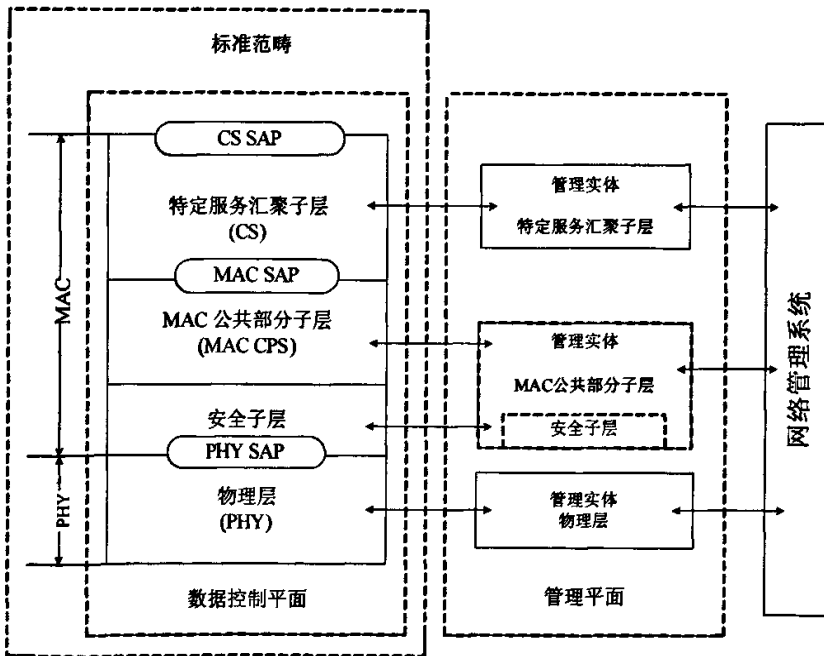 标准范畴
CS SAP
特定服务汇聚子层
(CS)
MAC SAP
MAC 公共部分子层
(MAC CPS)
安全子层
PHY SAP
物理层
(PHY)
数据控制平面
MAC
PHY
管理实体
特定服务汇聚子层
管理实体
MAC公共部分子层
安全子层
管理实体
物理层
管理平面
网络管理系统